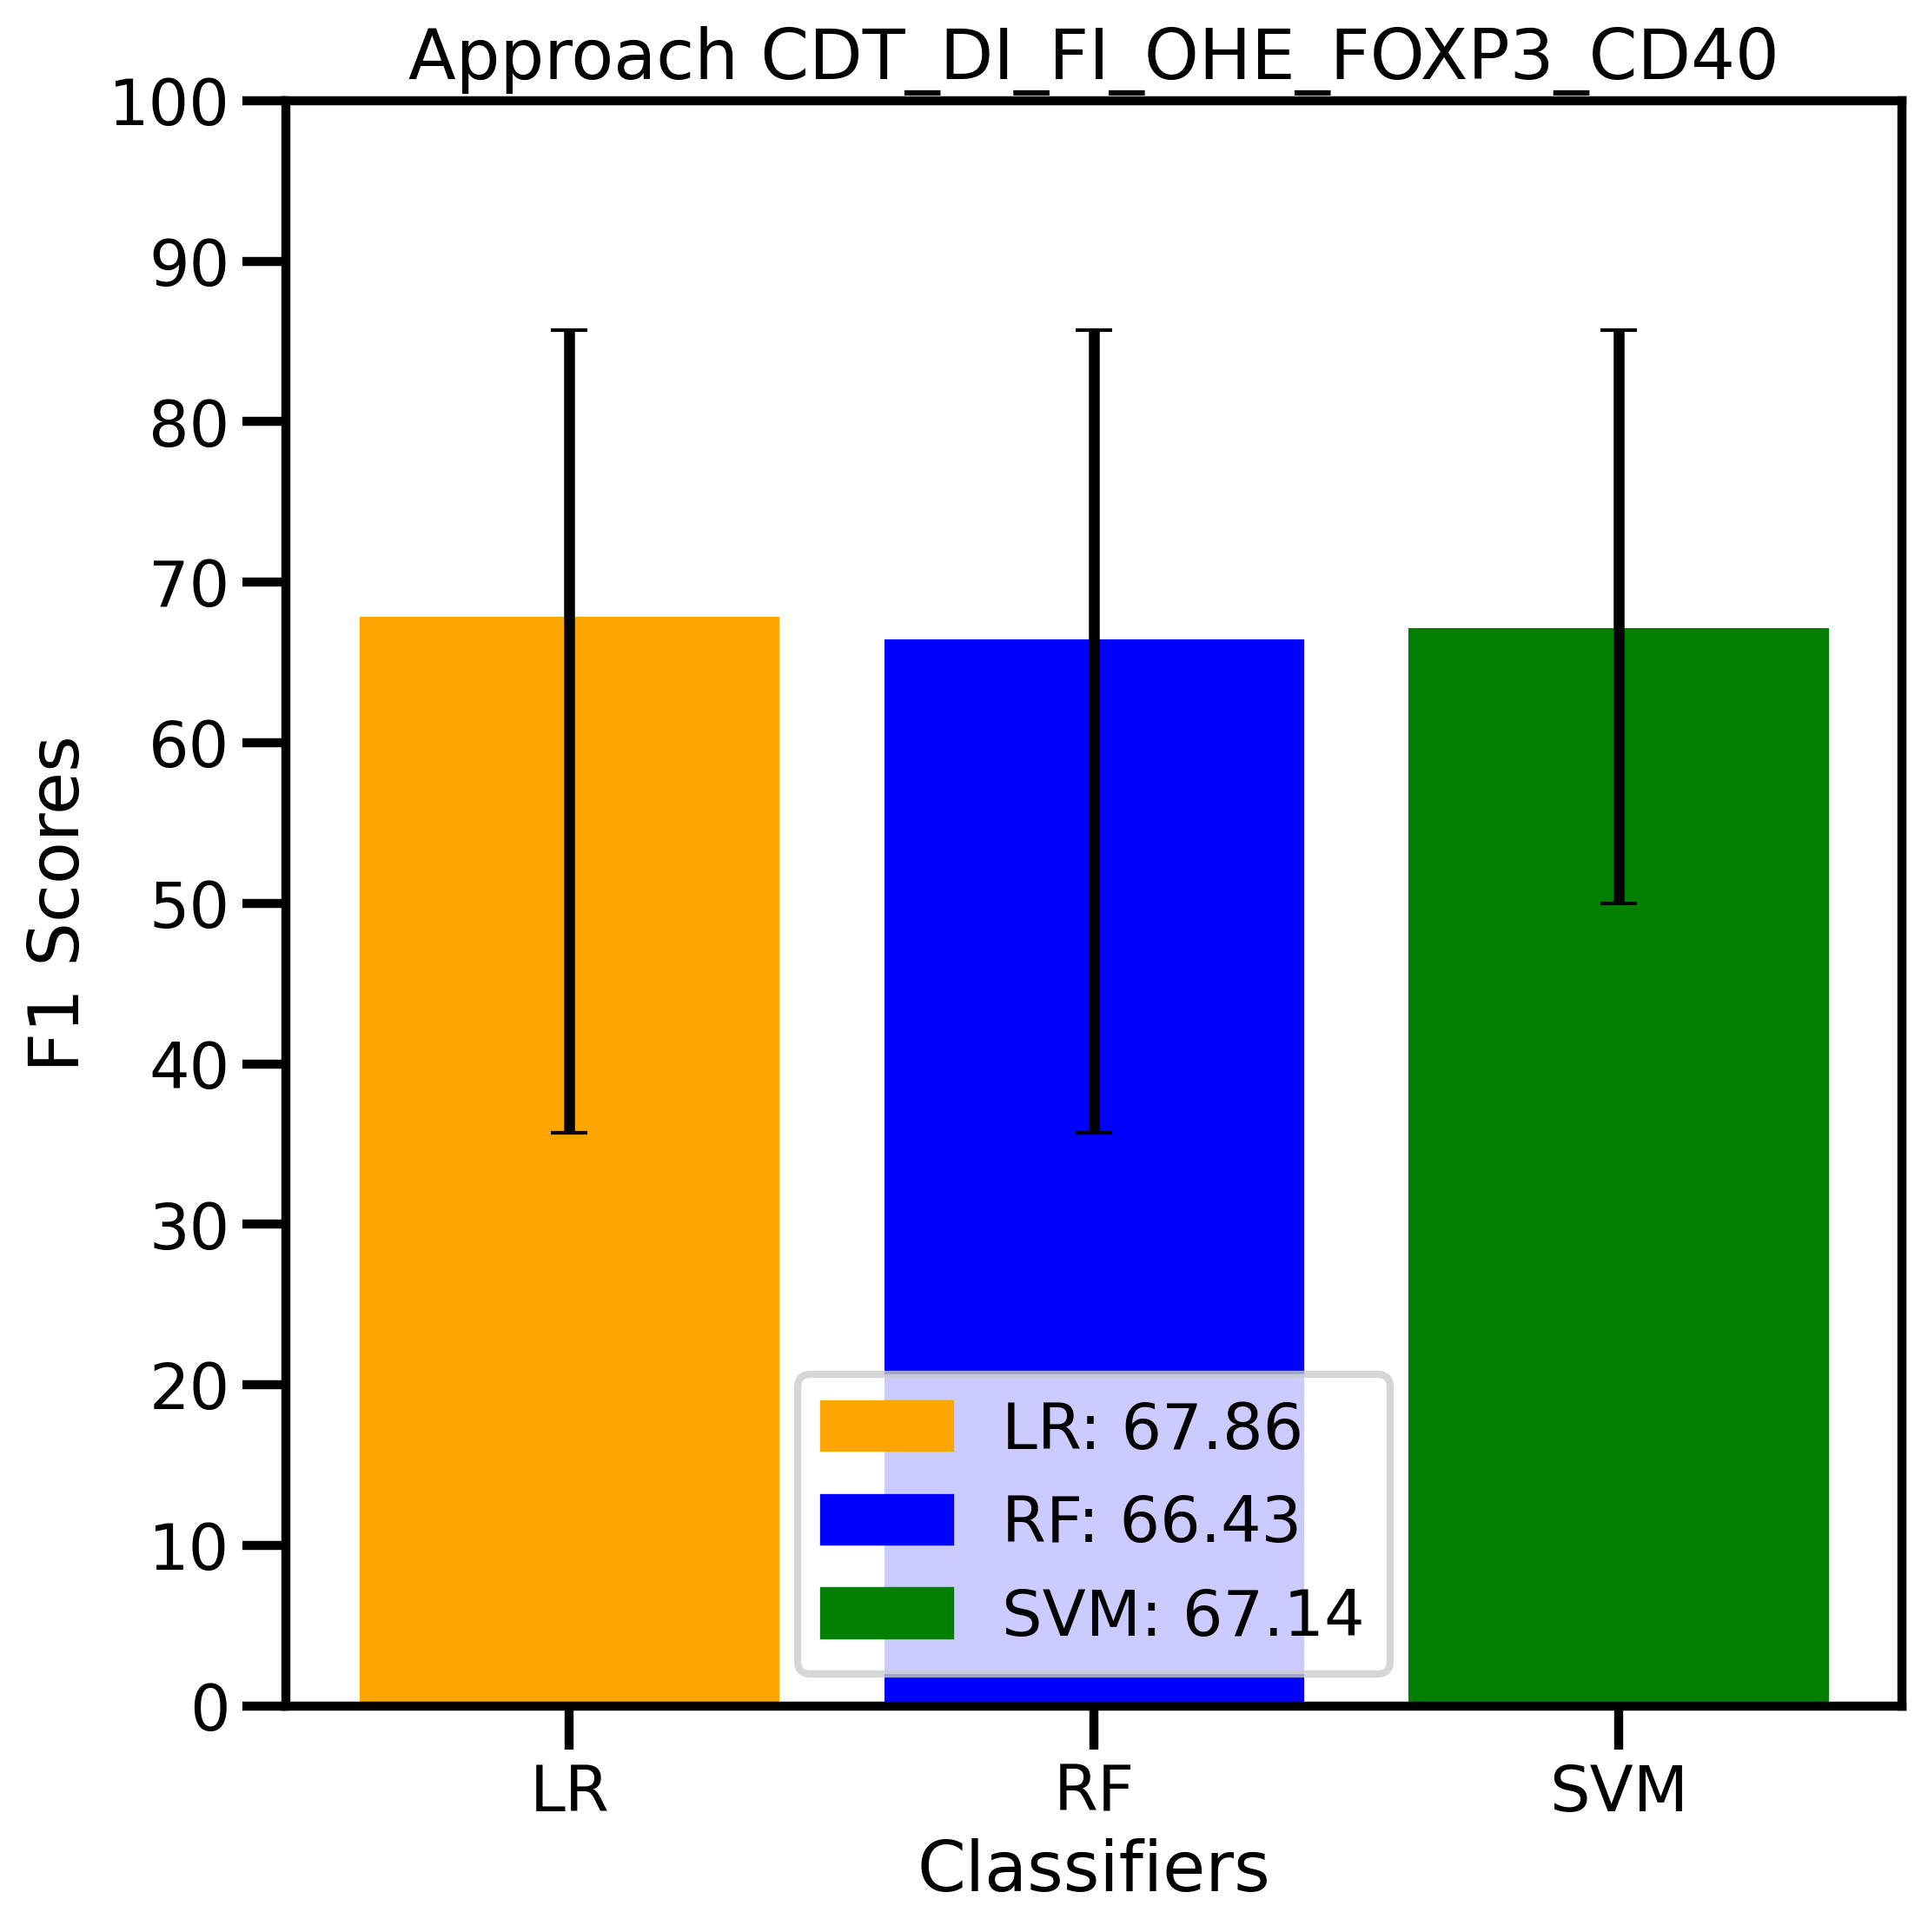 Approach CDT_DI_FI_OHE_FOXP3_CD40
100
90
80
70
60
50
40
30
20
10
0
F1 Scores
LR: 67.86
RF: 66.43
SVM: 67.14
LR
RF
SVM
Classifiers